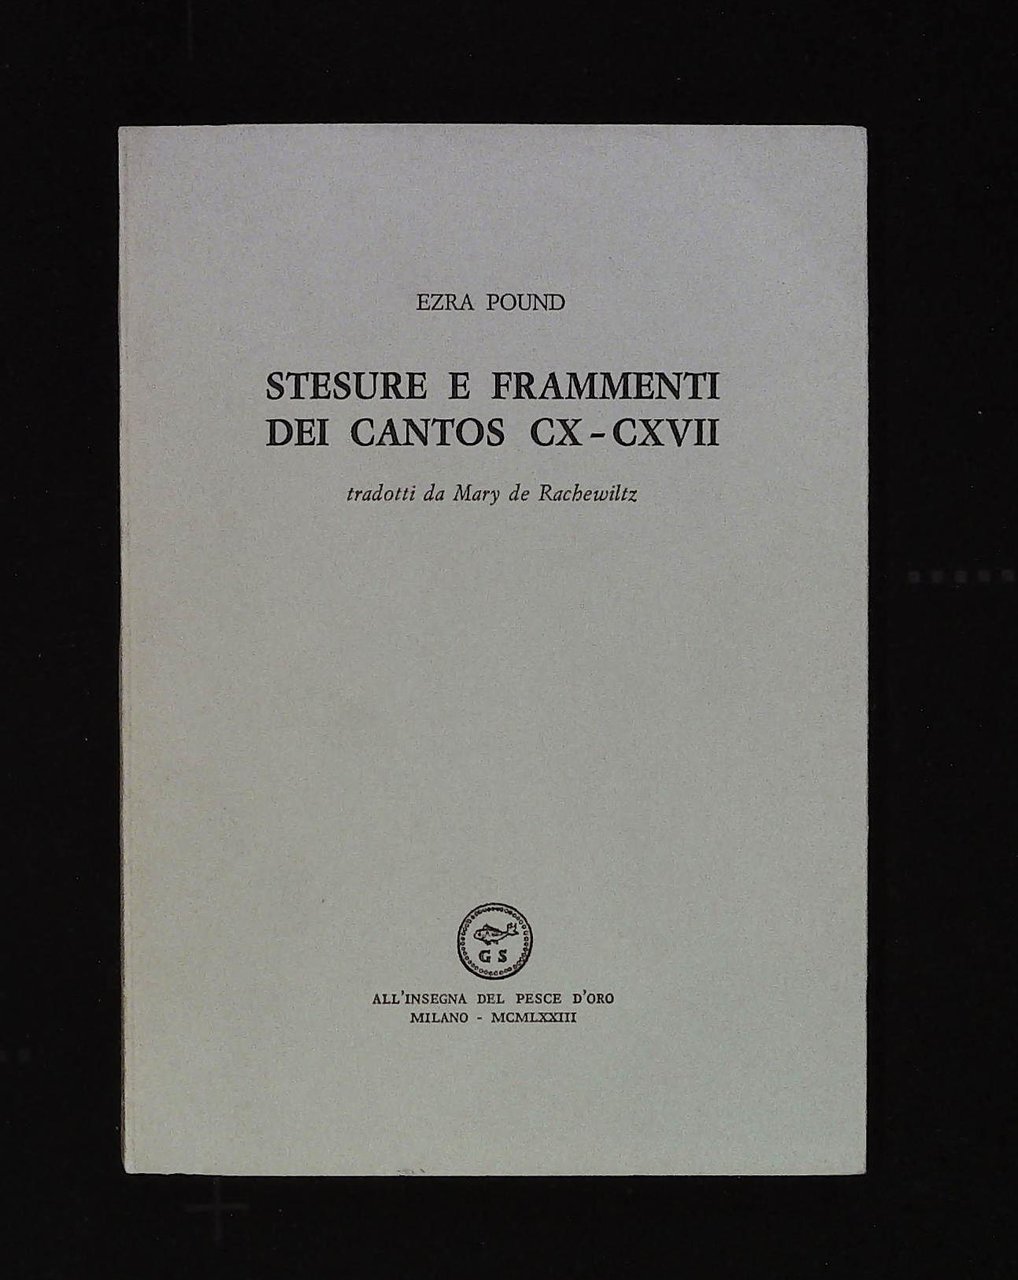 EZRA POUND
STESURE E FRAMMENTI
DEI CANTOS CX-CXVII
tradotti da Mary de Rachewiltz
G S
ALL'INSEGNA DEL PESCE D'ORO
MILANO - MCMLXXIII